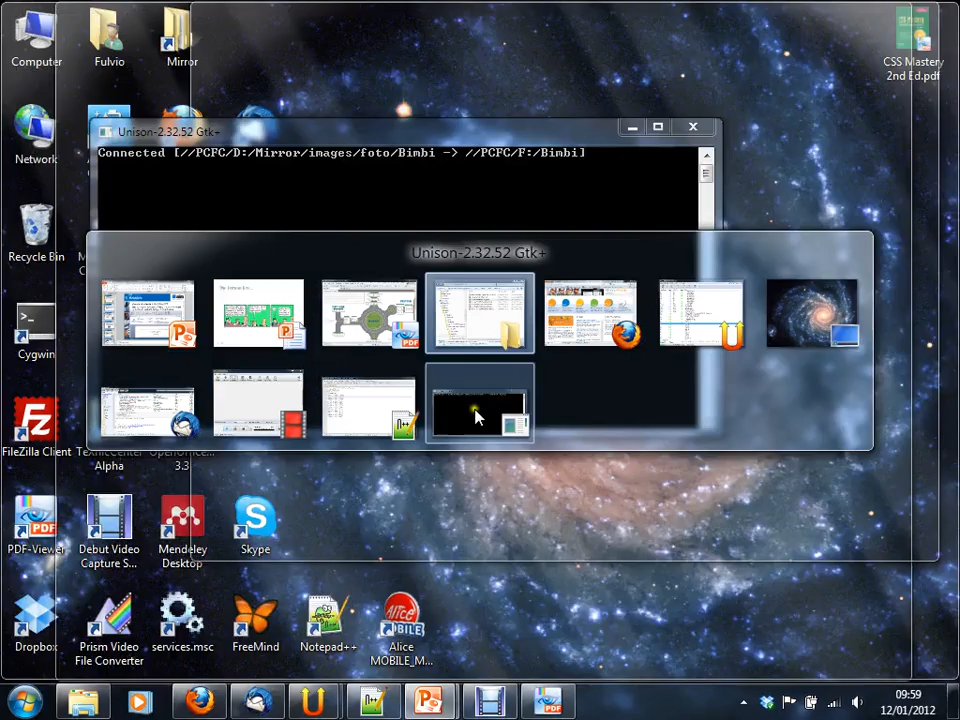 Computer
Fulvio
Mirror
CSS Mastery
2nd Ed.pdf
Unison-2.32.52 Gtk+
Connected [//PCFC/D:/Mirror/images/foto/Bimbi -> //PCFC/F:/Bimbi]
Network
Recycle Bin
Unison-2.32.52 Gtk+
Cygwin
FileZilla Client
TeXnicCenter
Alpha
OpenOffice...
3.3
PDF-Viewer
Debut Video
Capture S...
Mendeley
Desktop
Skype
Dropbox
Prism Video
File Converter
services.msc
FreeMind
Notepad++
Alice
MOBILE_M...
09:59
12/01/2012